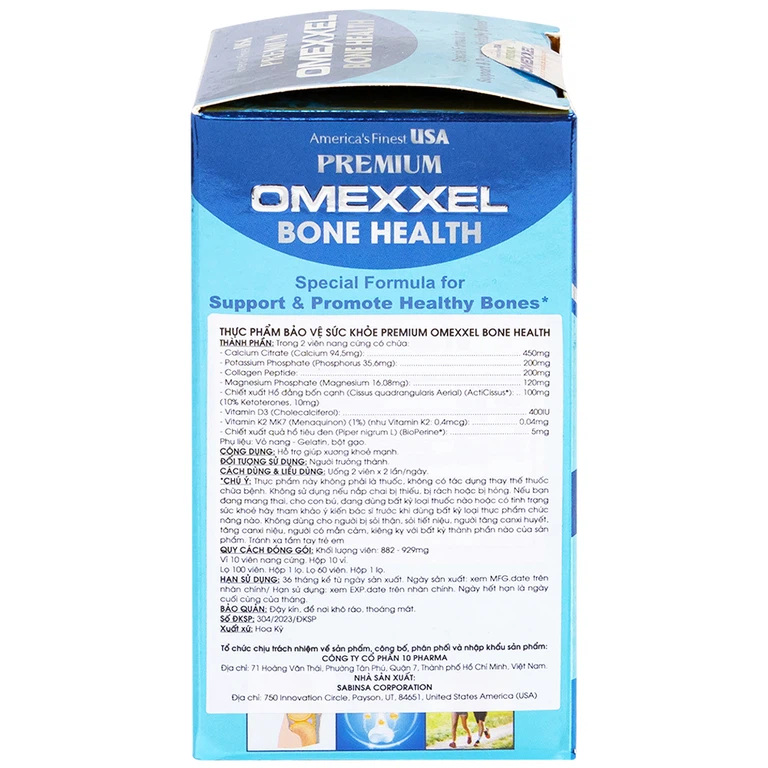 PREMIUM
OMEXXEL
BONE HEALTH
OMEXXEL
America's Finest USA
PREMIUM
OMEXXEL
BONE HEALTH
Special Formula for
Support & Promote Healthy Bones*
THỰC PHẨM BẢO VỆ SỨC KHỎE PREMIUM OMEXXEL BONE HEALTH
THÀNH PHẦN: Trong 2 viên nang cứng có chứa:
- Calcium Citrate (Calcium 94,5mg): 450mg
- Potassium Phosphate (Phosphorus 35,6mg): 200mg
- Collagen Peptide: 200mg
- Magnesium Phosphate (Magnesium 16,08mg): 120mg
- Chiết xuất Hồ đằng bốn cạnh (Cissus quadrangularis Aerial) (ActiCissus*): 100mg
(10% Ketoterones, 10mg)
- Vitamin D3 (Cholecalciferol): 400IU
- Vitamin K2 MK7 (Menaquinon) (1%) (như Vitamin K2: 0,4mcg): 0,04mg
- Chiết xuất quả hồ tiêu đen (Piper nigrum L) (BioPerine*): 5mg
Phụ liệu: Vỏ nang - Gelatin, bột gạo.
CÔNG DỤNG: Hỗ trợ giúp xương khoẻ mạnh.
ĐỐI TƯỢNG SỬ DỤNG: Người trưởng thành.
CÁCH DÙNG & LIỀU DÙNG: Uống 2 viên x 2 lần/ngày.
*CHÚ Ý: Thực phẩm này không phải là thuốc, không có tác dụng thay thế thuốc
chữa bệnh. Không sử dụng nếu nắp chai bị thiếu, bị rách hoặc bị hỏng. Nếu bạn
đang mang thai, cho con bú, đang dùng bất kỳ loại thuốc nào hoặc có tình trạng
sức khoẻ hãy tham khảo ý kiến bác sĩ trước khi dùng bất kỳ loại thực phẩm chức
năng nào. Không dùng cho người bị sỏi thận, sỏi tiết niệu, người tăng canxi huyết,
tăng canxi niệu, người có mẫn cảm, kiêng kỵ với bất kỳ thành phần nào của sản
phẩm. Tránh xa tầm tay trẻ em
QUY CÁCH ĐÓNG GÓI: Khối lượng viên: 882 - 929mg
Vỉ 10 viên nang cứng. Hộp 10 vỉ.
Lọ 100 viên. Hộp 1 lọ. Lọ 60 viên. Hộp 1 lọ.
HẠN SỬ DỤNG: 36 tháng kể từ ngày sản xuất. Ngày sản xuất: xem MFG.date trên
nhãn chính/ Hạn sử dụng: xem EXP.date trên nhãn chính. Ngày hết hạn là ngày
cuối cùng của tháng.
BẢO QUẢN: Đậy kín, để nơi khô ráo, thoáng mát.
Số ĐKSP: 304/2023/ĐKSP
Xuất xứ: Hoa Kỳ
Tổ chức chịu trách nhiệm về sản phẩm, công bố, phân phối và nhập khẩu sản phẩm:
CÔNG TY CỔ PHẦN 10 PHARMA
Địa chỉ: 71 Hoàng Văn Thái, Phường Tân Phú, Quận 7, Thành phố Hồ Chí Minh, Việt Nam.
NHÀ SẢN XUẤT:
SABINSA CORPORATION
Địa chỉ: 750 Innovation Circle, Payson, UT, 84651, United States America (USA)